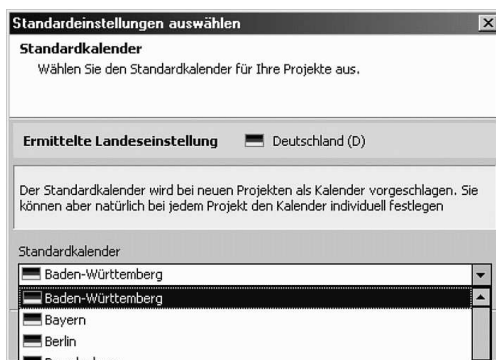 Standardeinstellungen auswählen
Standardkalender
Wählen Sie den Standardkalender für Ihre Projekte aus.
Ermittelte Landeseinstellung Deutschland (D)
Der Standardkalender wird bei neuen Projekten als Kalender vorgeschlagen. Sie
können aber natürlich bei jedem Projekt den Kalender individuell festlegen
Standardkalender
Baden-Württemberg
Baden-Württemberg
Bayern
Berlin